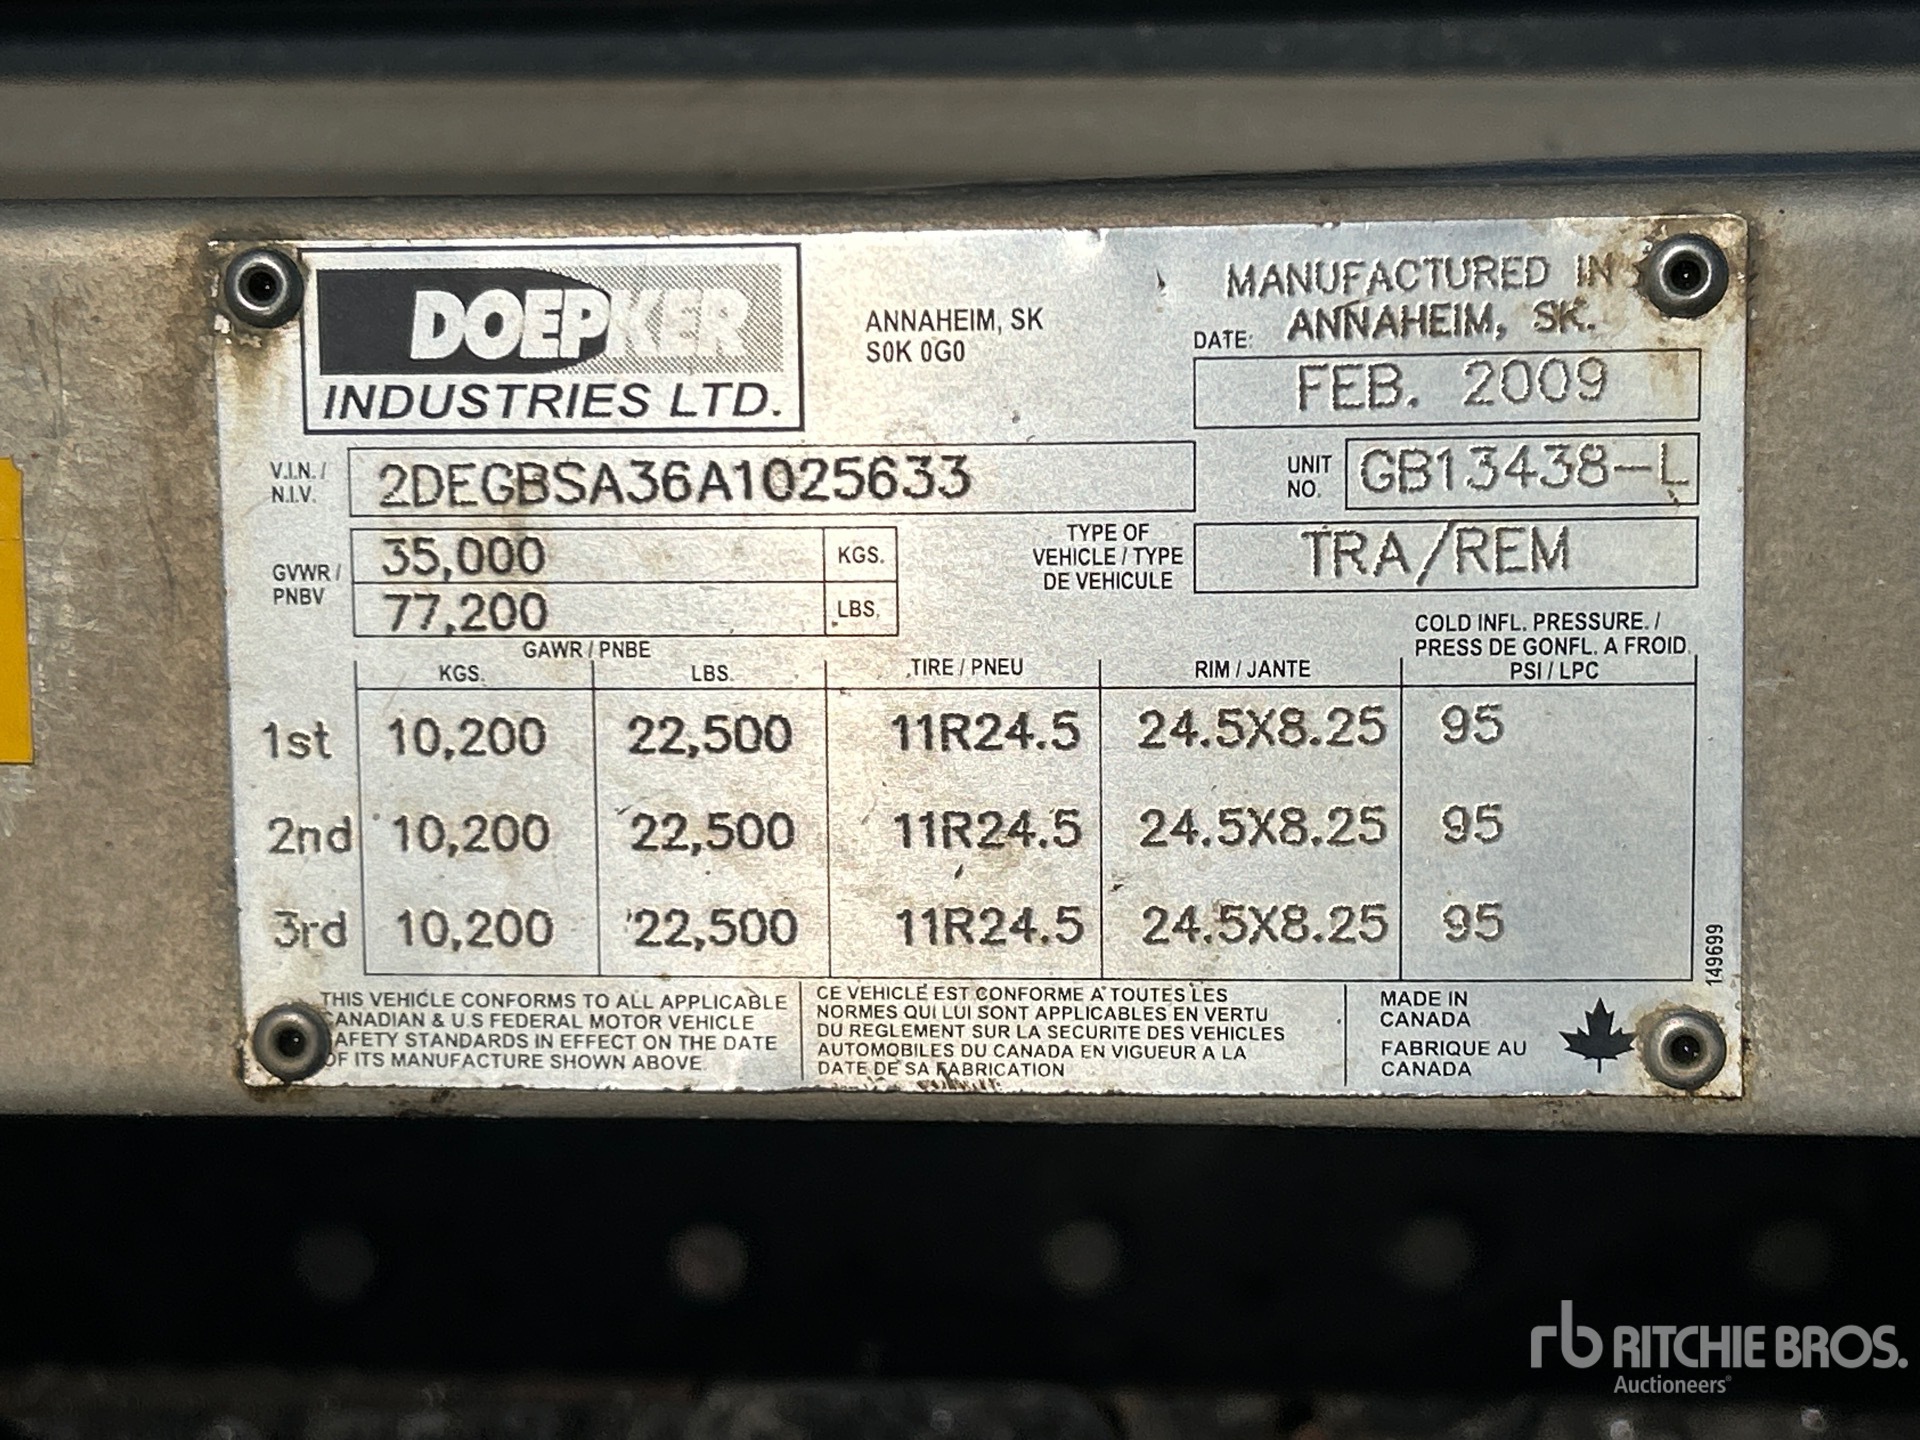 DOEPKER
INDUSTRIES LTD.
ANNAHEIM, SK
S0K 0G0
MANUFACTURED IN
ANNAHEIM, SK.
DATE:
FEB. 2009
V.I.N. /
N.I.V.
2DEGBSA36A1025633
UNIT
NO.
GB13438-L
GVWR /
PNBV
35,000 KGS.
77,200 LBS.
TYPE OF
VEHICLE / TYPE
DE VEHICULE
TRA/REM
GAWR / PNBE
KGS. LBS. TIRE / PNEU RIM / JANTE
COLD INFL. PRESSURE. /
PRESS DE GONFL. A FROID.
PSI / LPC
1st 10,200 22,500 11R24.5 24.5X8.25 95
2nd 10,200 22,500 11R24.5 24.5X8.25 95
3rd 10,200 22,500 11R24.5 24.5X8.25 95
149699
THIS VEHICLE CONFORMS TO ALL APPLICABLE
CANADIAN & U.S FEDERAL MOTOR VEHICLE
SAFETY STANDARDS IN EFFECT ON THE DATE
OF ITS MANUFACTURE SHOWN ABOVE.
CE VEHICLE EST CONFORME A TOUTES LES
NORMES QUI LUI SONT APPLICABLES EN VERTU
DU REGLEMENT SUR LA SECURITE DES VEHICLES
AUTOMOBILES DU CANADA EN VIGUEUR A LA
DATE DE SA FABRICATION
MADE IN
CANADA
FABRIQUE AU
CANADA
rb RITCHIE BROS.
Auctioneers